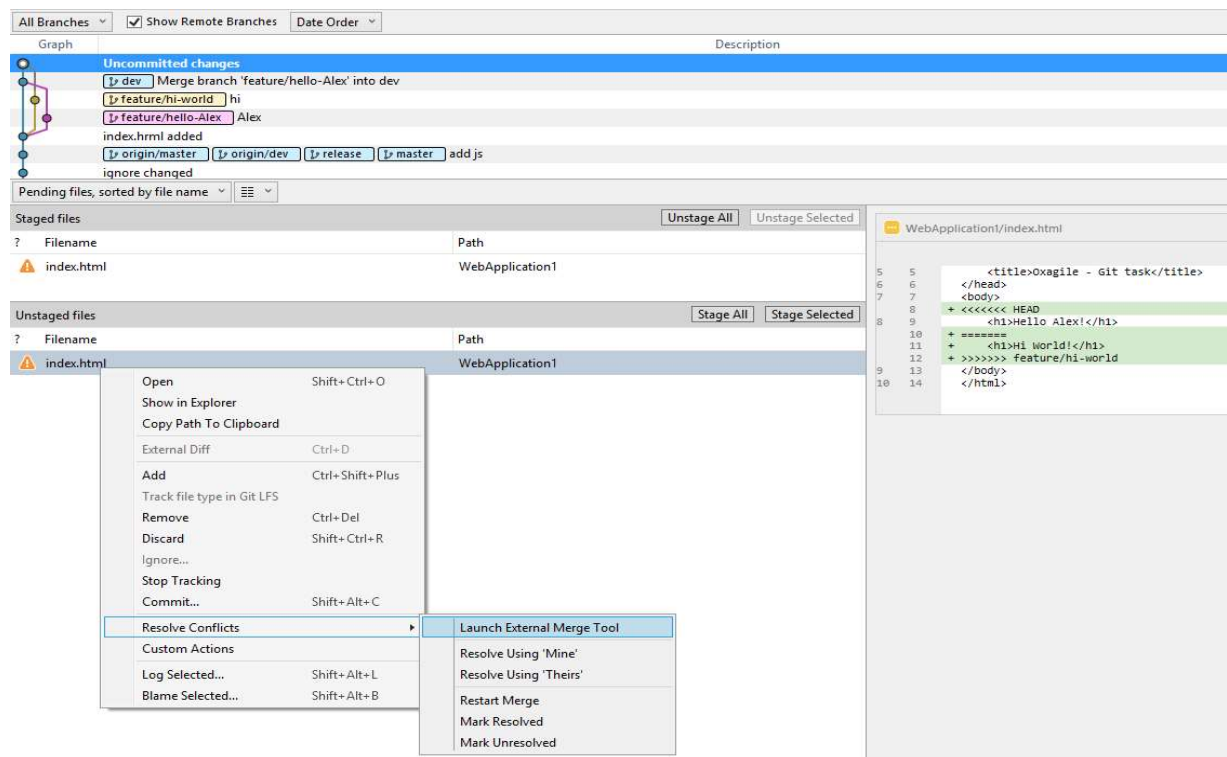 All Branches Show Remote Branches Date Order
Graph Description
Uncommitted changes
dev Merge branch 'feature/hello-Alex' into dev
feature/hi-world hi
feature/hello-Alex Alex
index.hrml added
origin/master origin/dev release master add js
ignore changed
Pending files, sorted by file name
Staged files Unstage All Unstage Selected
? Filename Path
index.html WebApplication1
Unstaged files Stage All Stage Selected
? Filename Path
index.html WebApplication1
Open Shift+Ctrl+O
Show in Explorer
Copy Path To Clipboard
External Diff Ctrl+D
Add Ctrl+Shift+Plus
Track file type in Git LFS
Remove Ctrl+Del
Discard Shift+Ctrl+R
Ignore...
Stop Tracking
Commit... Shift+Alt+C
Resolve Conflicts
Custom Actions
Log Selected... Shift+Alt+L
Blame Selected... Shift+Alt+B
Launch External Merge Tool
Resolve Using 'Mine'
Resolve Using 'Theirs'
Restart Merge
Mark Resolved
Mark Unresolved
WebApplication1/index.html
5 5 <title>Oxagile - Git task</title>
6 6 </head>
7 7 <body>
8 + <<<<<<< HEAD
8 9 <h1>Hello Alex!</h1>
10 + =======
11 + <h1>Hi World!</h1>
12 + >>>>>>> feature/hi-world
9 13 </body>
10 14 </html>